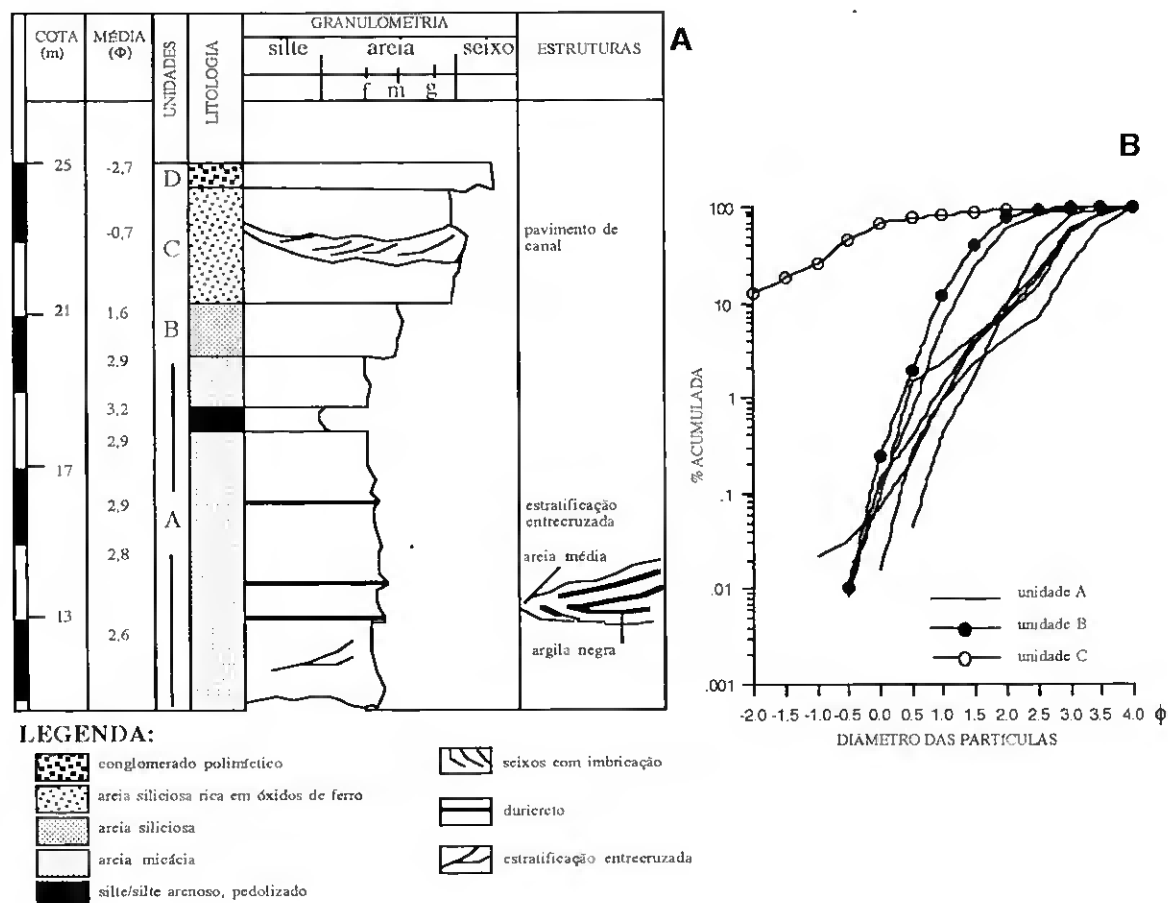 COTA (m)
MÉDIA (Φ)
UNIDADES
LITOLOGIA
GRANULOMETRIA
silte
areia
seixo
f m g
ESTRUTURAS
A
25
21
17
13
-2,7
-0,7
1,6
2,9
3,2
2,9
2,9
2,8
2,6
D
C
B
A
pavimento de canal
estratificação entrecruzada
areia média
argila negra
LEGENDA:
conglomerado polimítico
areia siliciosa rica em óxidos de ferro
areia siliciosa
areia micácia
silte/silte arenoso, pedolizado
seixos com imbricação
duricreto
estratificação entrecruzada
B
% ACUMULADA
100
10
1
.1
.01
.001
unidade A
unidade B
unidade C
-2.0 -1.5 -1.0 -0.5 0.0 0.5 1.0 1.5 2.0 2.5 3.0 3.5 4.0 ϕ
DIÂMETRO DAS PARTÍCULAS